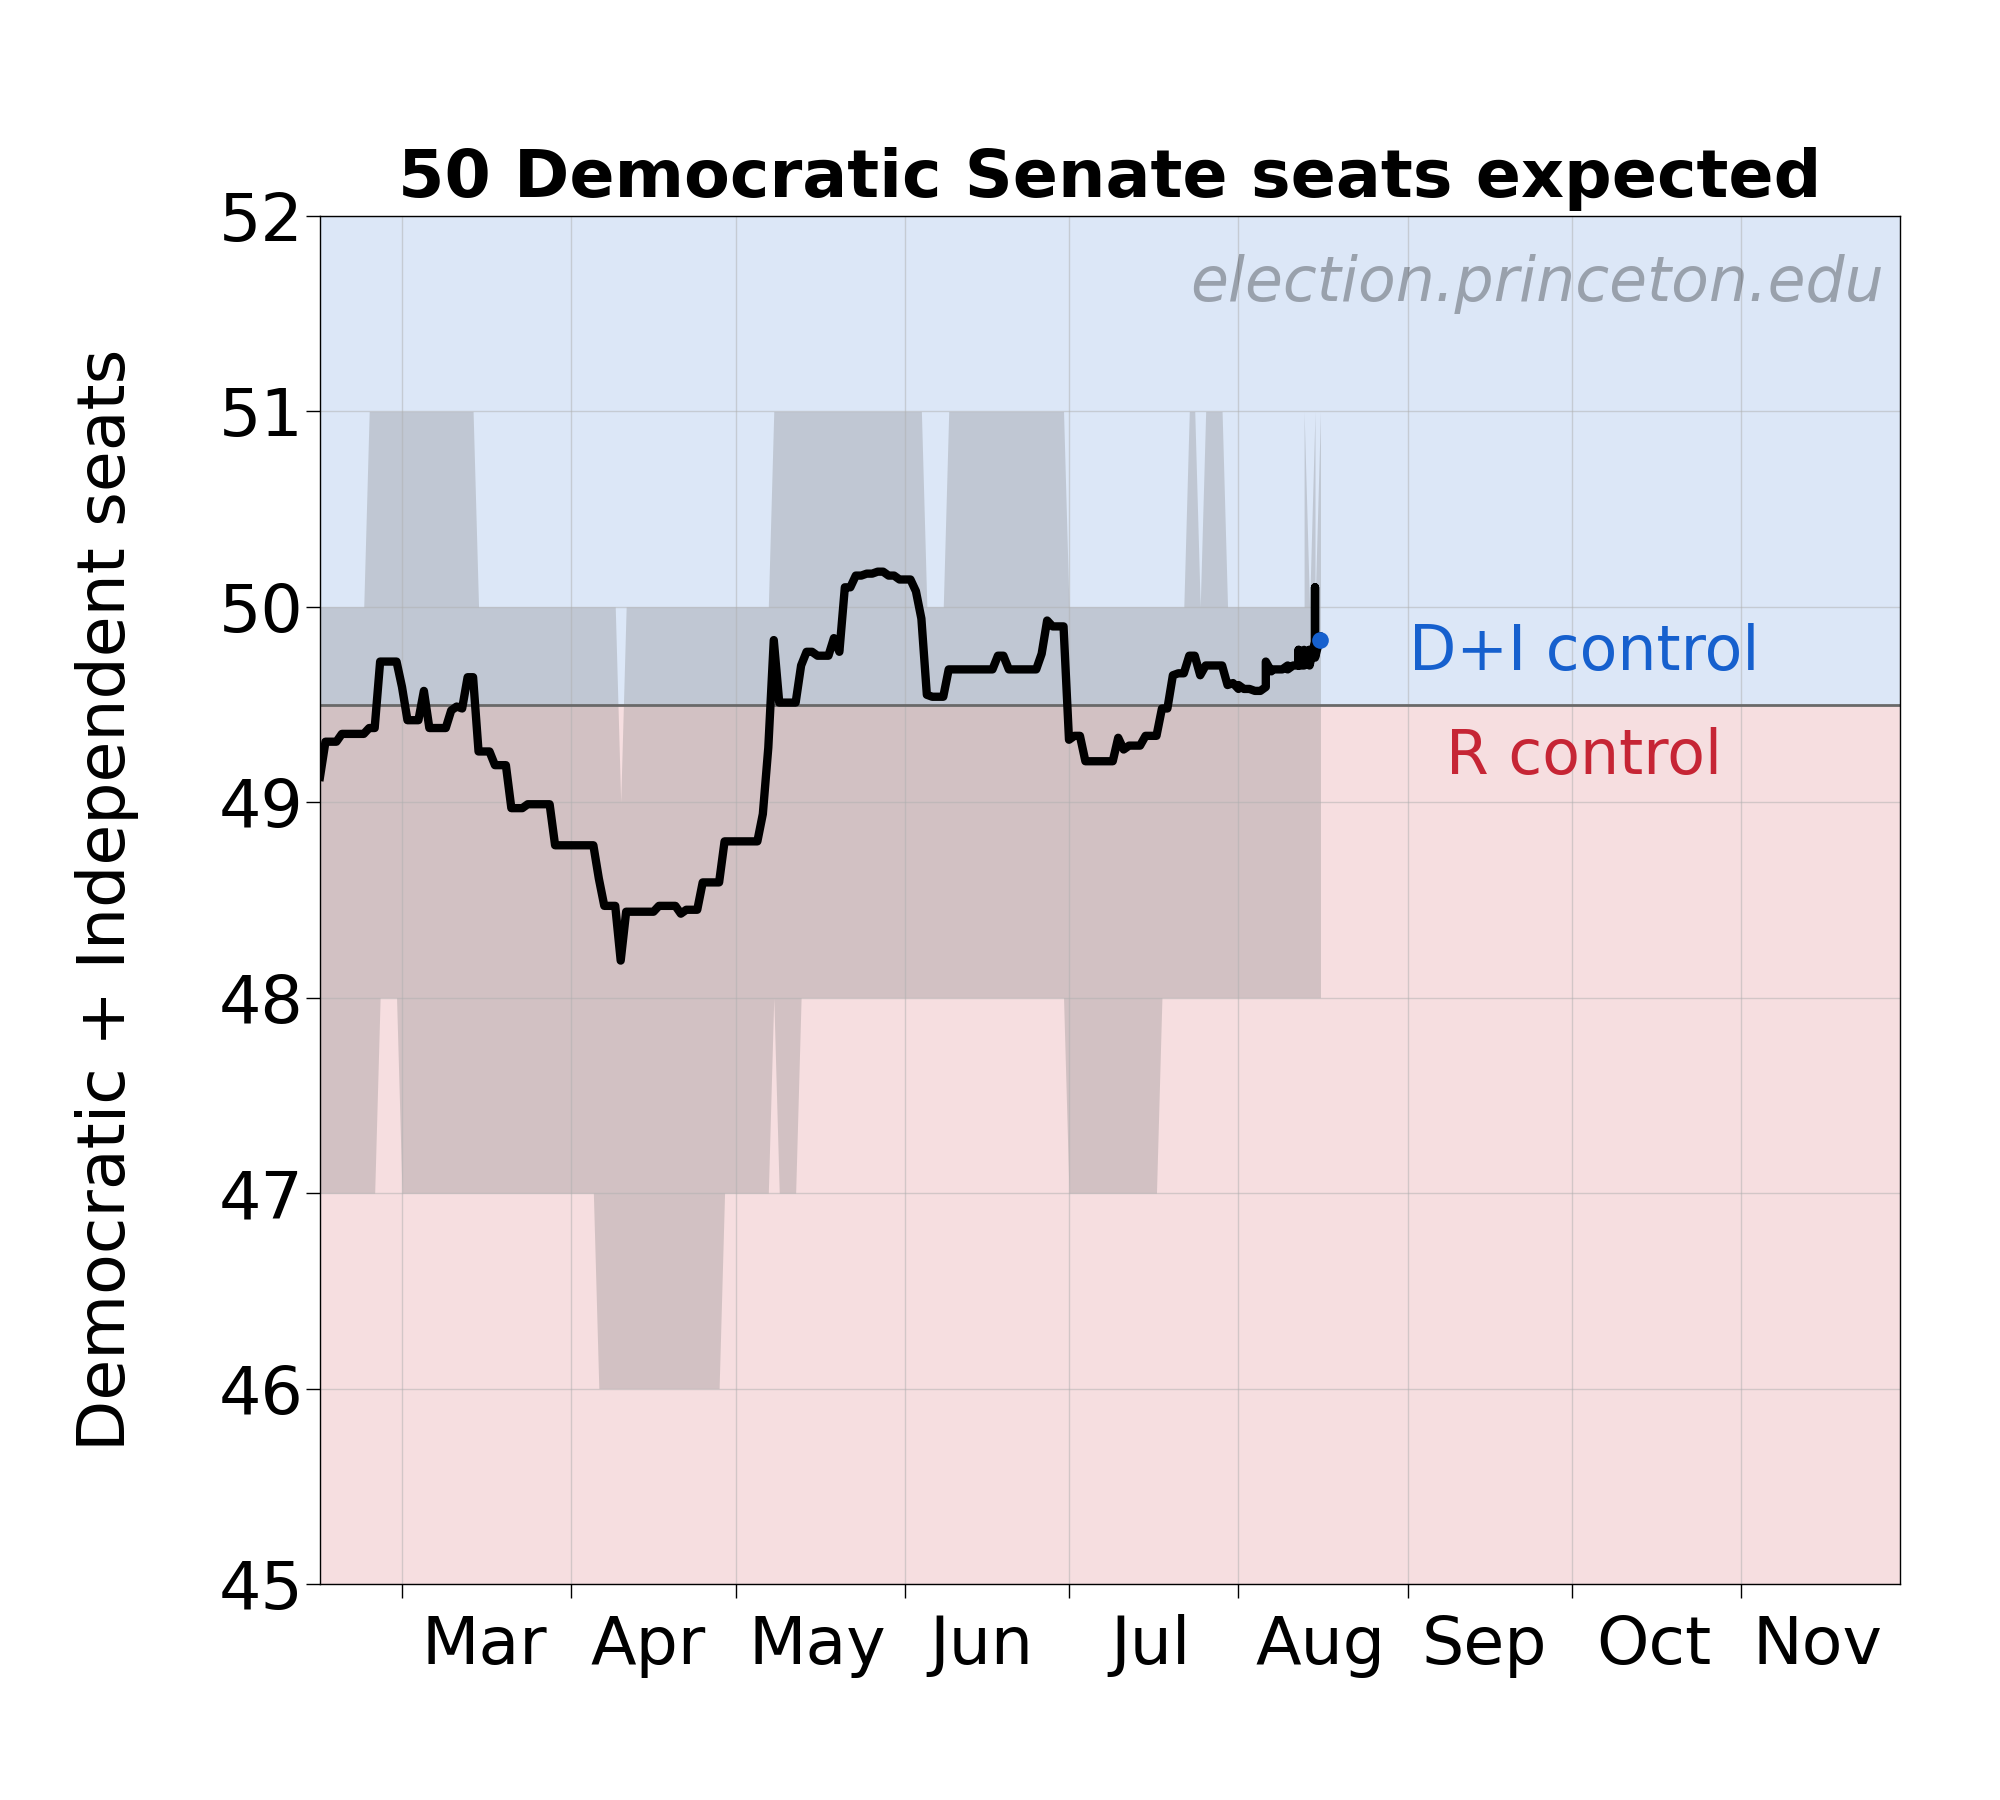 50 Democratic Senate seats expected
election.princeton.edu
Democratic + Independent seats
52
51
50
49
48
47
46
45
D+I control
R control
Mar Apr May Jun Jul Aug Sep Oct Nov